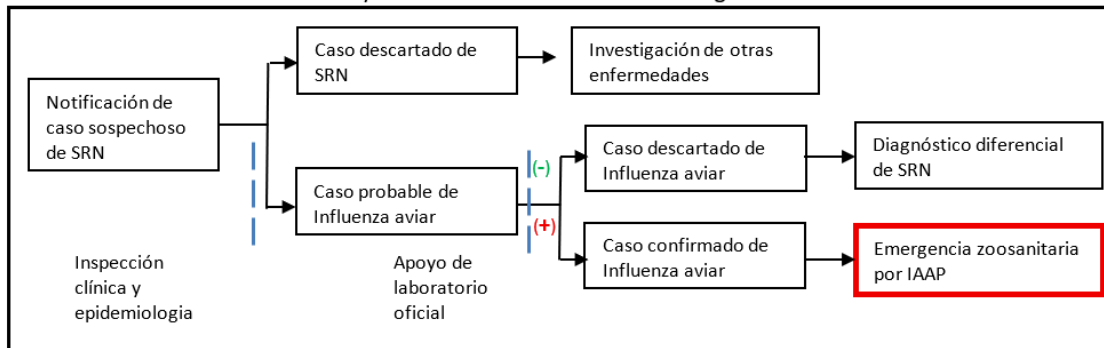 Caso descartado de
SRN
Investigación de otras
enfermedades
Notificación de
caso sospechoso
de SRN
Caso descartado de
Influenza aviar
Diagnóstico diferencial
de SRN
(-)
Caso probable de
Influenza aviar
(+)
Caso confirmado de
Influenza aviar
Emergencia zoosanitaria
por IAAP
Inspección
clínica y
epidemiologia
Apoyo de
laboratorio
oficial